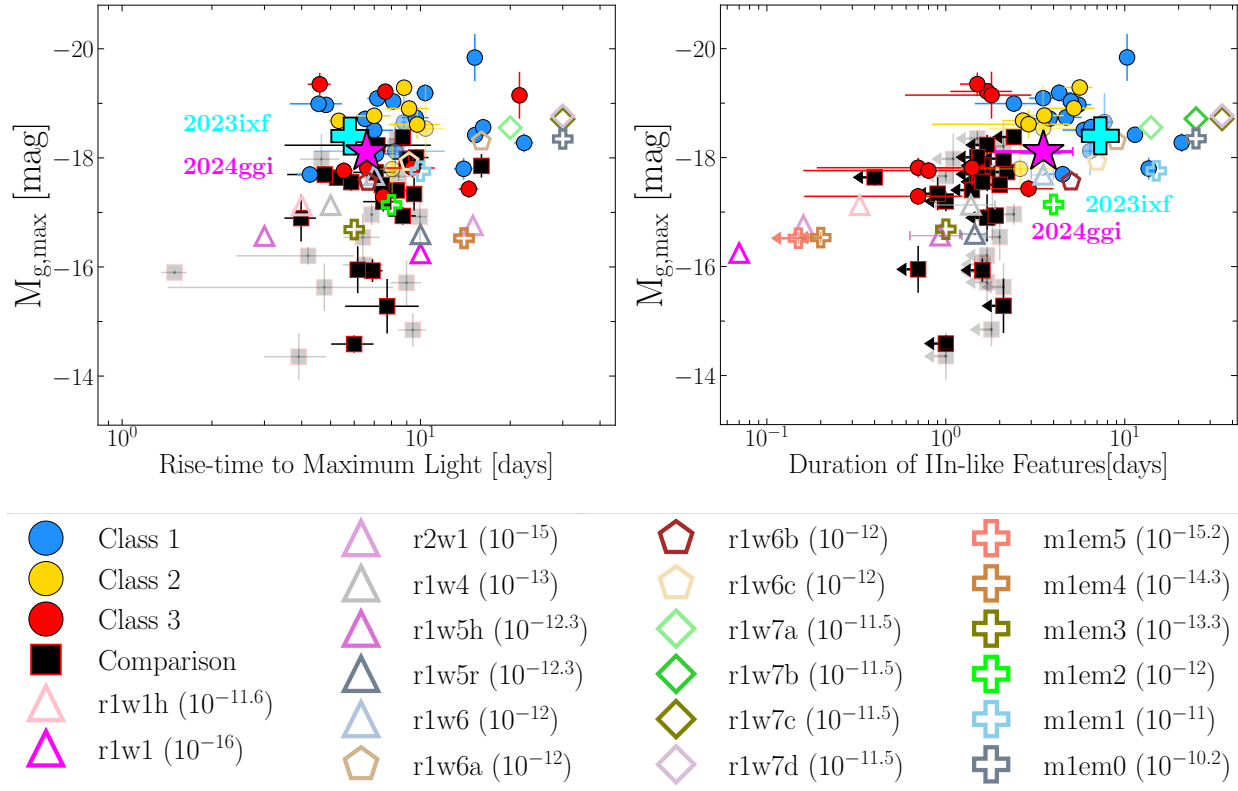 −20
−18
−16
−14
M_{g,max} [mag]
2023ixf
2024ggi
10^0
10^1
Rise-time to Maximum Light [days]
−20
−18
−16
−14
M_{g,max} [mag]
2023ixf
2024ggi
10^{-1}
10^0
10^1
Duration of IIn-like Features[days]
Class 1
Class 2
Class 3
Comparison
r1w1h (10^{-11.6})
r1w1 (10^{-16})
r2w1 (10^{-15})
r1w4 (10^{-13})
r1w5h (10^{-12.3})
r1w5r (10^{-12.3})
r1w6 (10^{-12})
r1w6a (10^{-12})
r1w6b (10^{-12})
r1w6c (10^{-12})
r1w7a (10^{-11.5})
r1w7b (10^{-11.5})
r1w7c (10^{-11.5})
r1w7d (10^{-11.5})
m1em5 (10^{-15.2})
m1em4 (10^{-14.3})
m1em3 (10^{-13.3})
m1em2 (10^{-12})
m1em1 (10^{-11})
m1em0 (10^{-10.2})